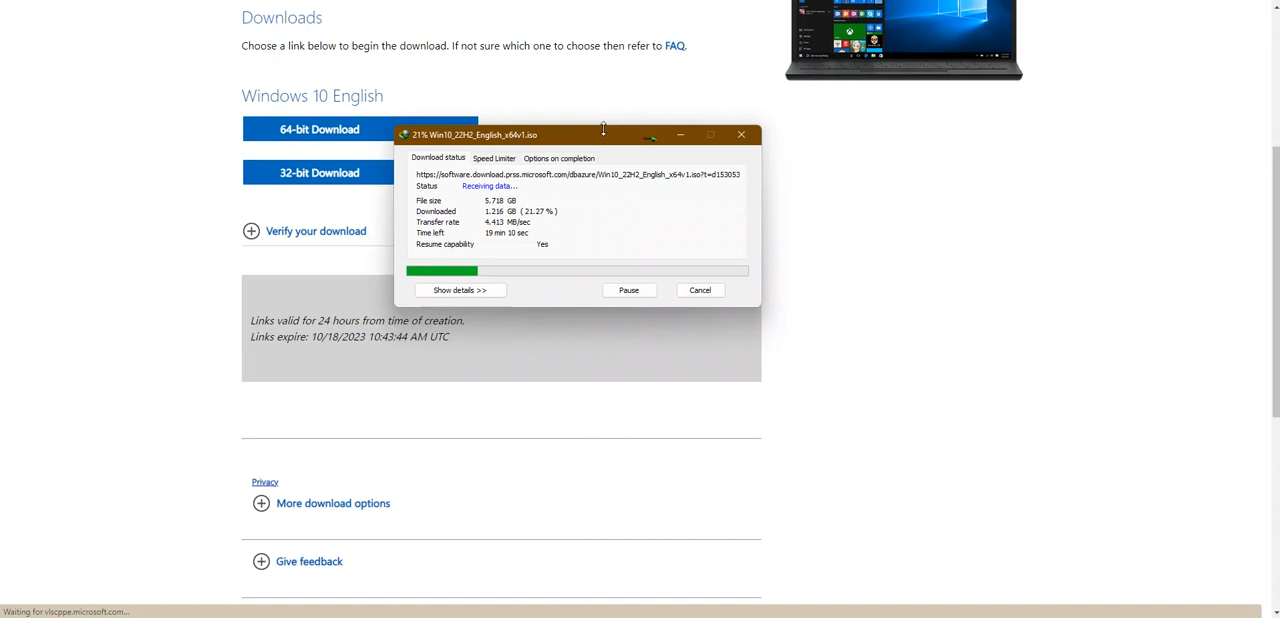 Downloads
Choose a link below to begin the download. If not sure which one to choose then refer to FAQ.
Windows 10 English
64-bit Download
32-bit Download
Verify your download
21% Win10_22H2_English_x64v1.iso
Download status Speed Limiter Options on completion
https://software.download.prss.microsoft.com/dbazure/Win10_22H2_English_x64v1.iso?t=d153053
Status Receiving data...
File size 5.718 GB
Downloaded 1.216 GB ( 21.27 % )
Transfer rate 4.413 MB/sec
Time left 19 min 10 sec
Resume capability Yes
Show details >> Pause Cancel
Links valid for 24 hours from time of creation.
Links expire: 10/18/2023 10:43:44 AM UTC
Privacy
More download options
Give feedback
Waiting for vlscppe.microsoft.com...